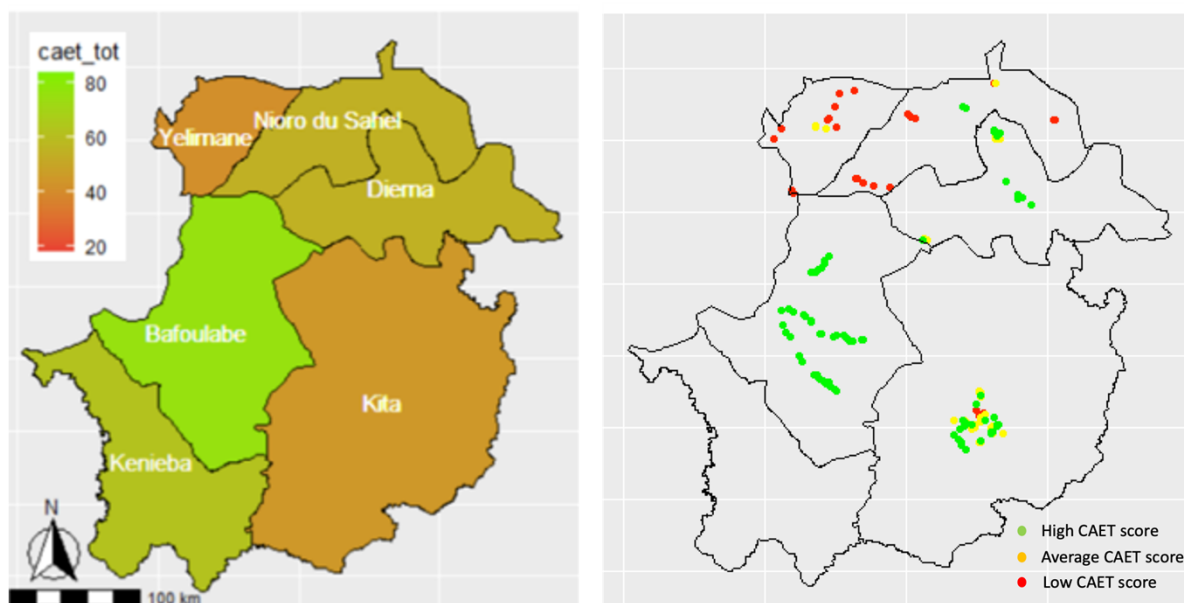 caet_tot
80
60
40
20
Nioro du Sahel
Yelimane
Diema
Bafoulabe
Kita
Kenieba
N
100 km
High CAET score
Average CAET score
Low CAET score